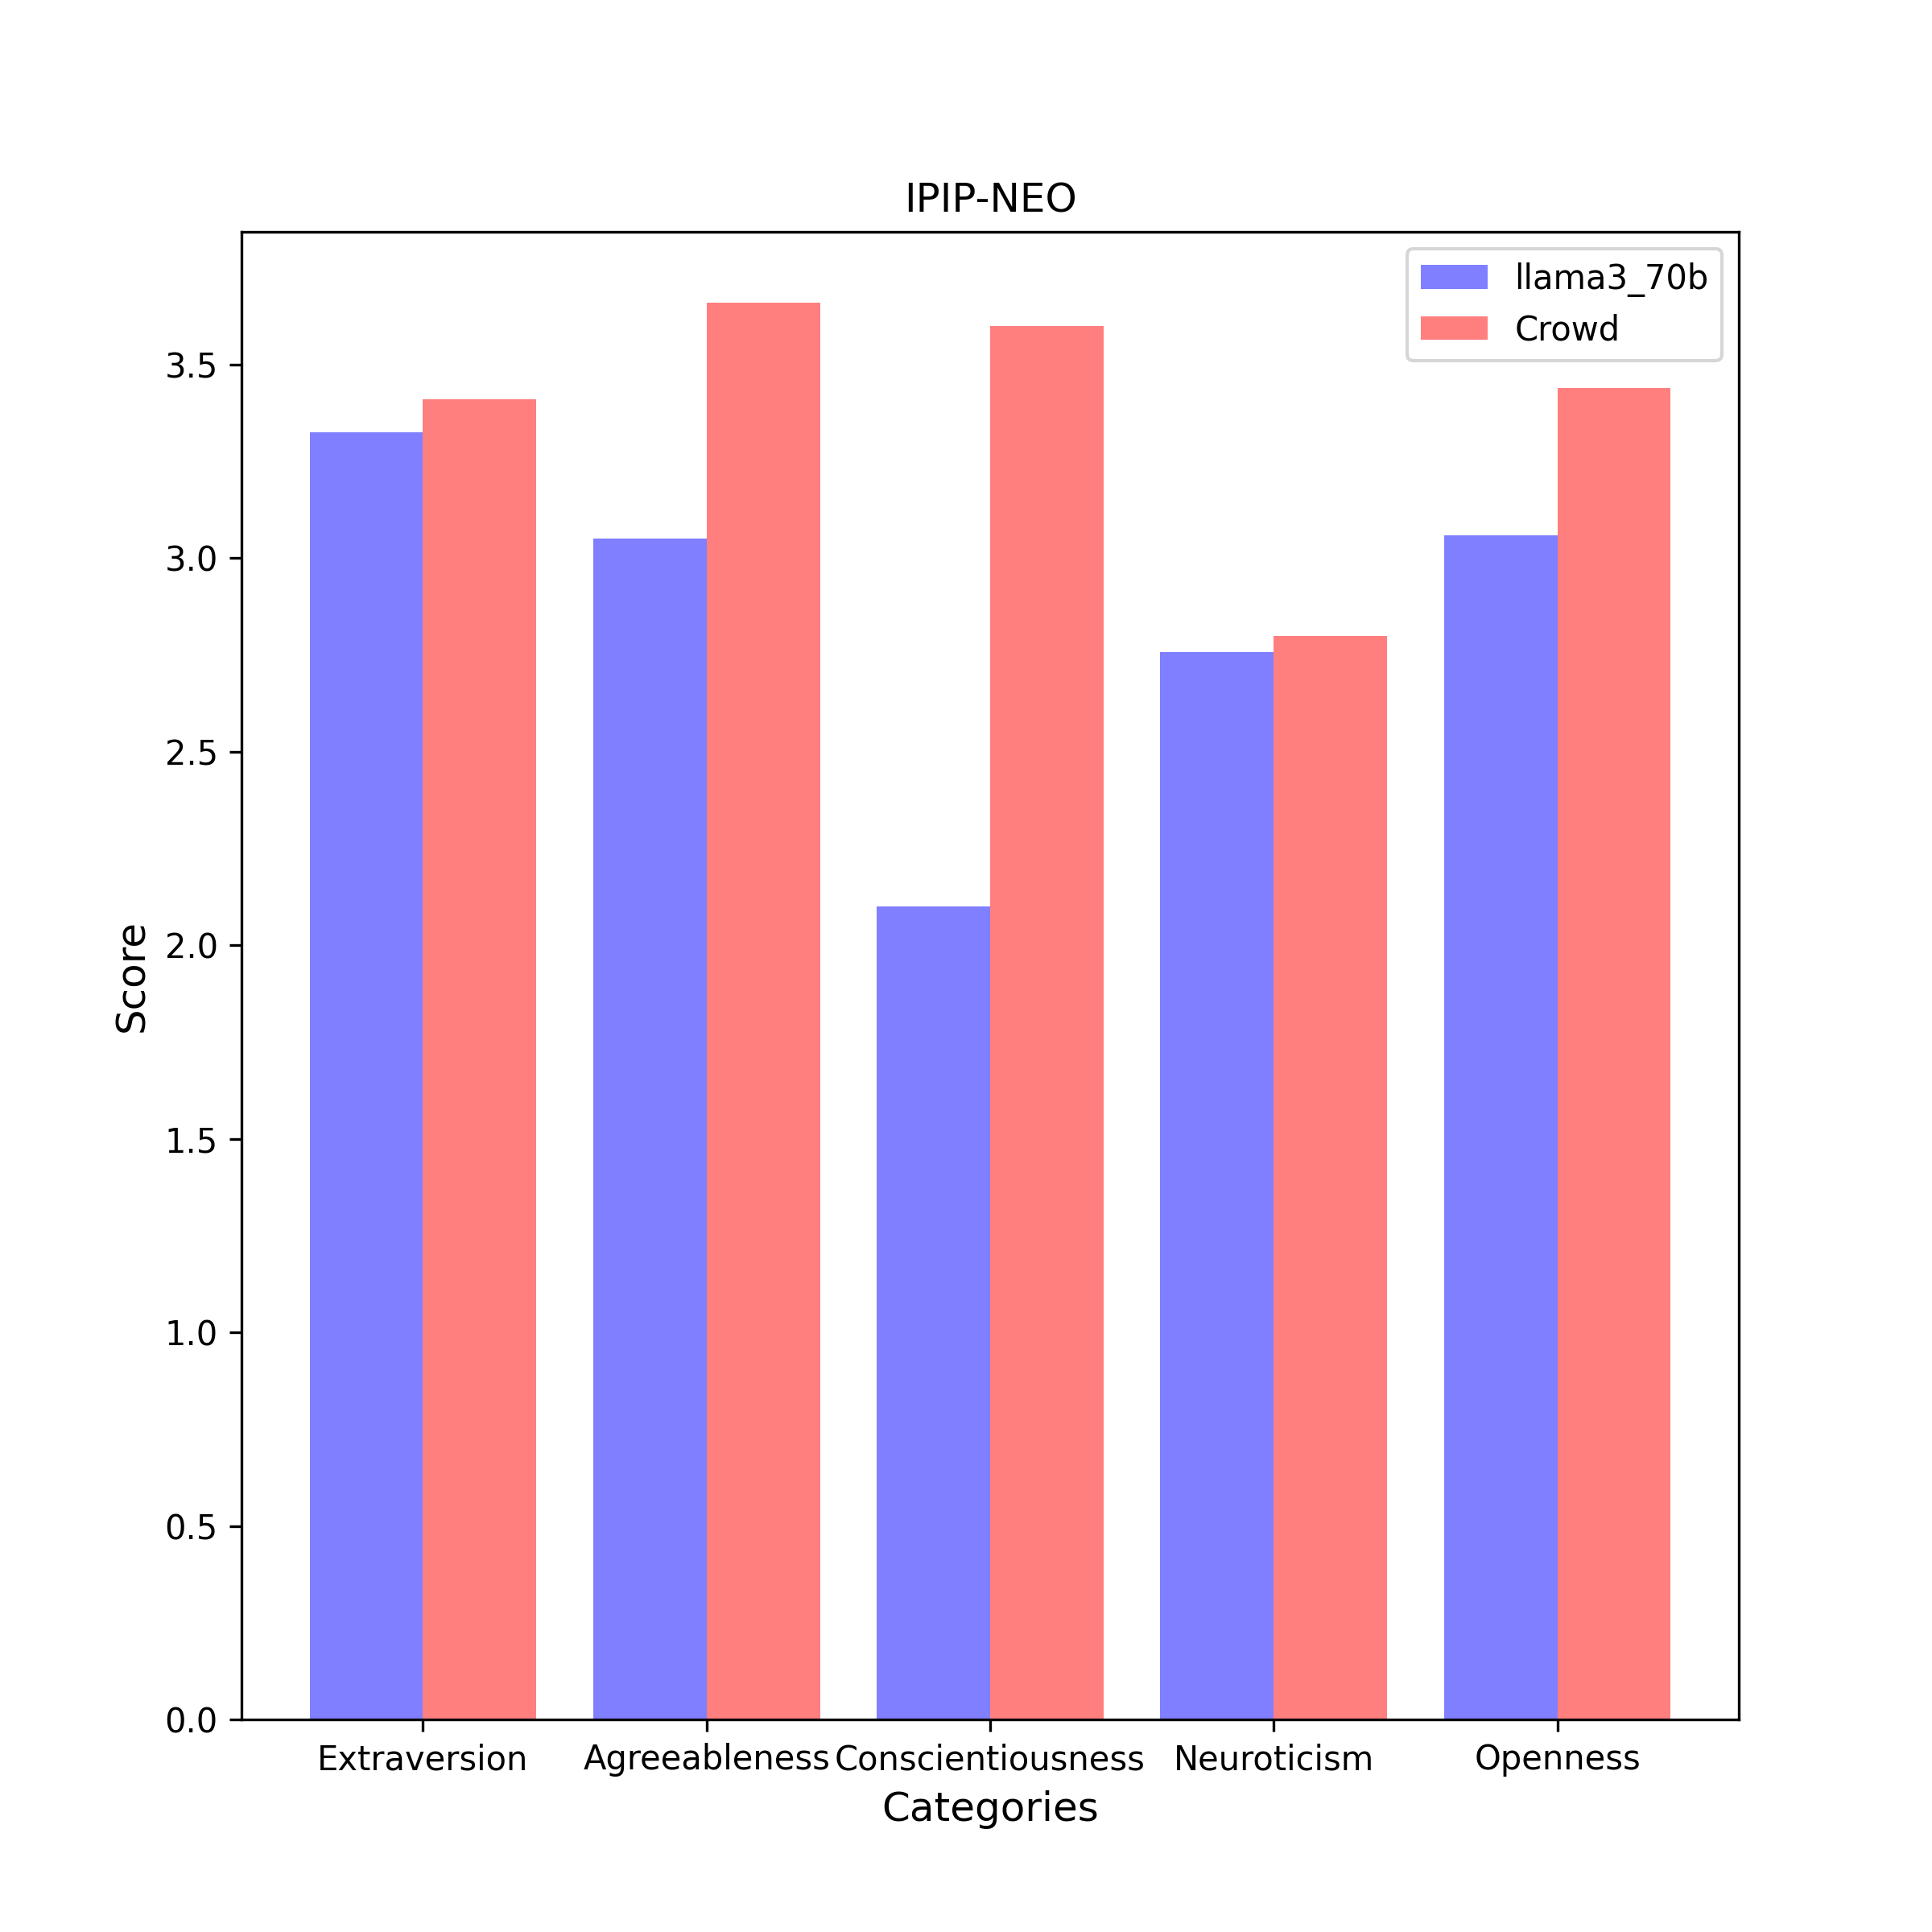 IPIP-NEO
llama3_70b
Crowd
3.5
3.0
2.5
2.0
1.5
1.0
0.5
0.0
Score
Extraversion Agreeableness Conscientiousness Neuroticism Openness
Categories